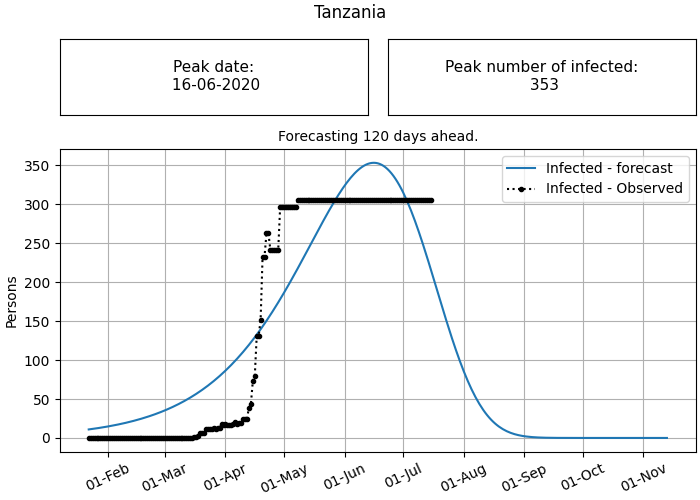 Tanzania
Peak date:
16-06-2020
Peak number of infected:
353
Forecasting 120 days ahead.
Infected - forecast
Infected - Observed
350
300
250
200
150
100
50
0
Persons
01-Feb
01-Mar
01-Apr
01-May
01-Jun
01-Jul
01-Aug
01-Sep
01-Oct
01-Nov